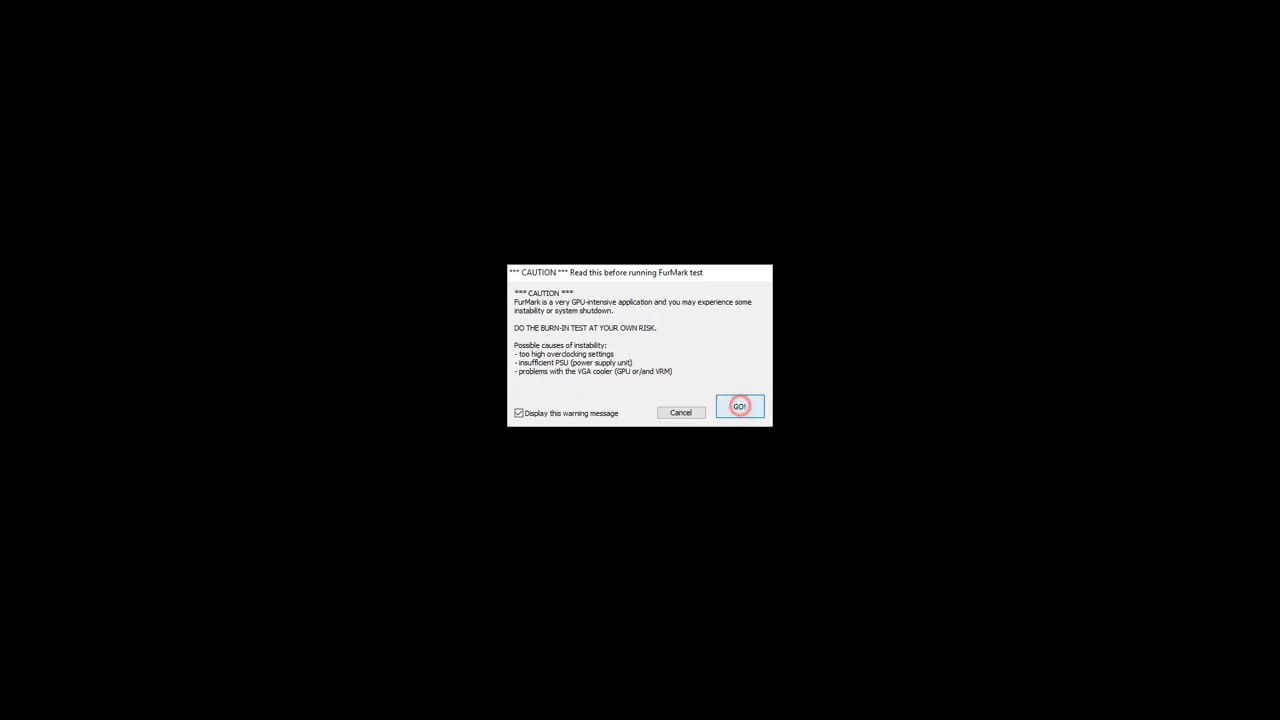 *** CAUTION *** Read this before running FurMark test
*** CAUTION ***
FurMark is a very GPU-intensive application and you may experience some
instability or system shutdown.
DO THE BURN-IN TEST AT YOUR OWN RISK.
Possible causes of instability:
- too high overclocking settings
- insufficient PSU (power supply unit)
- problems with the VGA cooler (GPU or/and VRM)
Display this warning message
Cancel
GO!